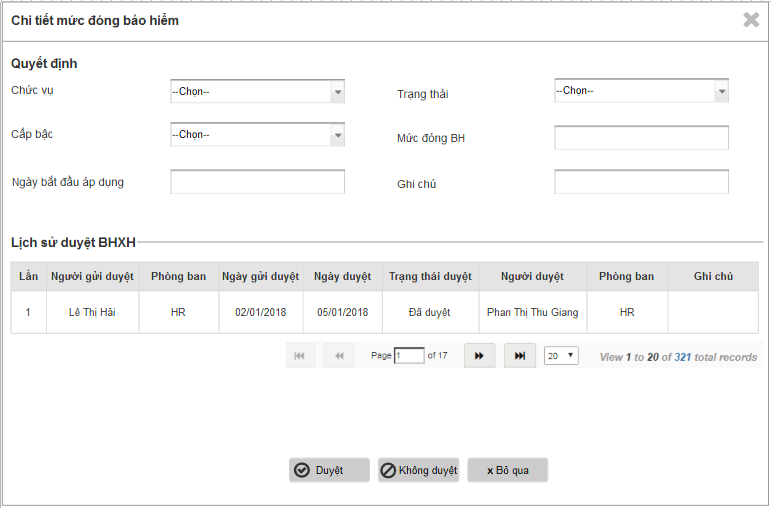 Chi tiết mức đóng bảo hiểm
Quyết định
Chức vụ --Chọn-- Trạng thái --Chọn--
Cấp bậc --Chọn-- Mức đóng BH
Ngày bắt đầu áp dụng Ghi chú
Lịch sử duyệt BHXH
Lần Người gửi duyệt Phòng ban Ngày gửi duyệt Ngày duyệt Trạng thái duyệt Người duyệt Phòng ban Ghi chú
1 Lê Thị Hải HR 02/01/2018 05/01/2018 Đã duyệt Phan Thị Thu Giang HR
Page 1 of 17 20 View 1 to 20 of 321 total records
Duyệt Không duyệt x Bỏ qua